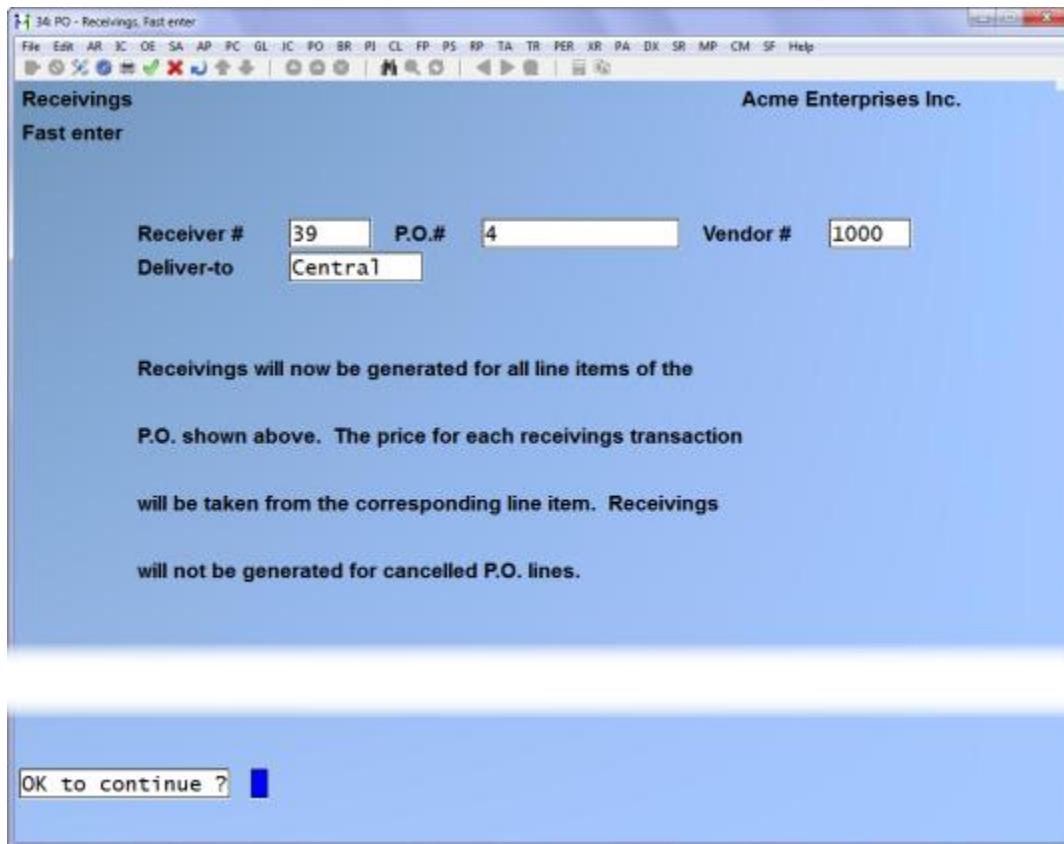 34: PO - Receivings, Fast enter
File Edit AR IC OE SA AP PC GL JC PO BR PI CL FP PS RP TA TR PER XR PA DX SR MP CM SF Help
Receivings Acme Enterprises Inc.
Fast enter
Receiver # 39 P.O.# 4 Vendor # 1000
Deliver-to Central
Receivings will now be generated for all line items of the
P.O. shown above. The price for each receivings transaction
will be taken from the corresponding line item. Receivings
will not be generated for cancelled P.O. lines.
OK to continue ?